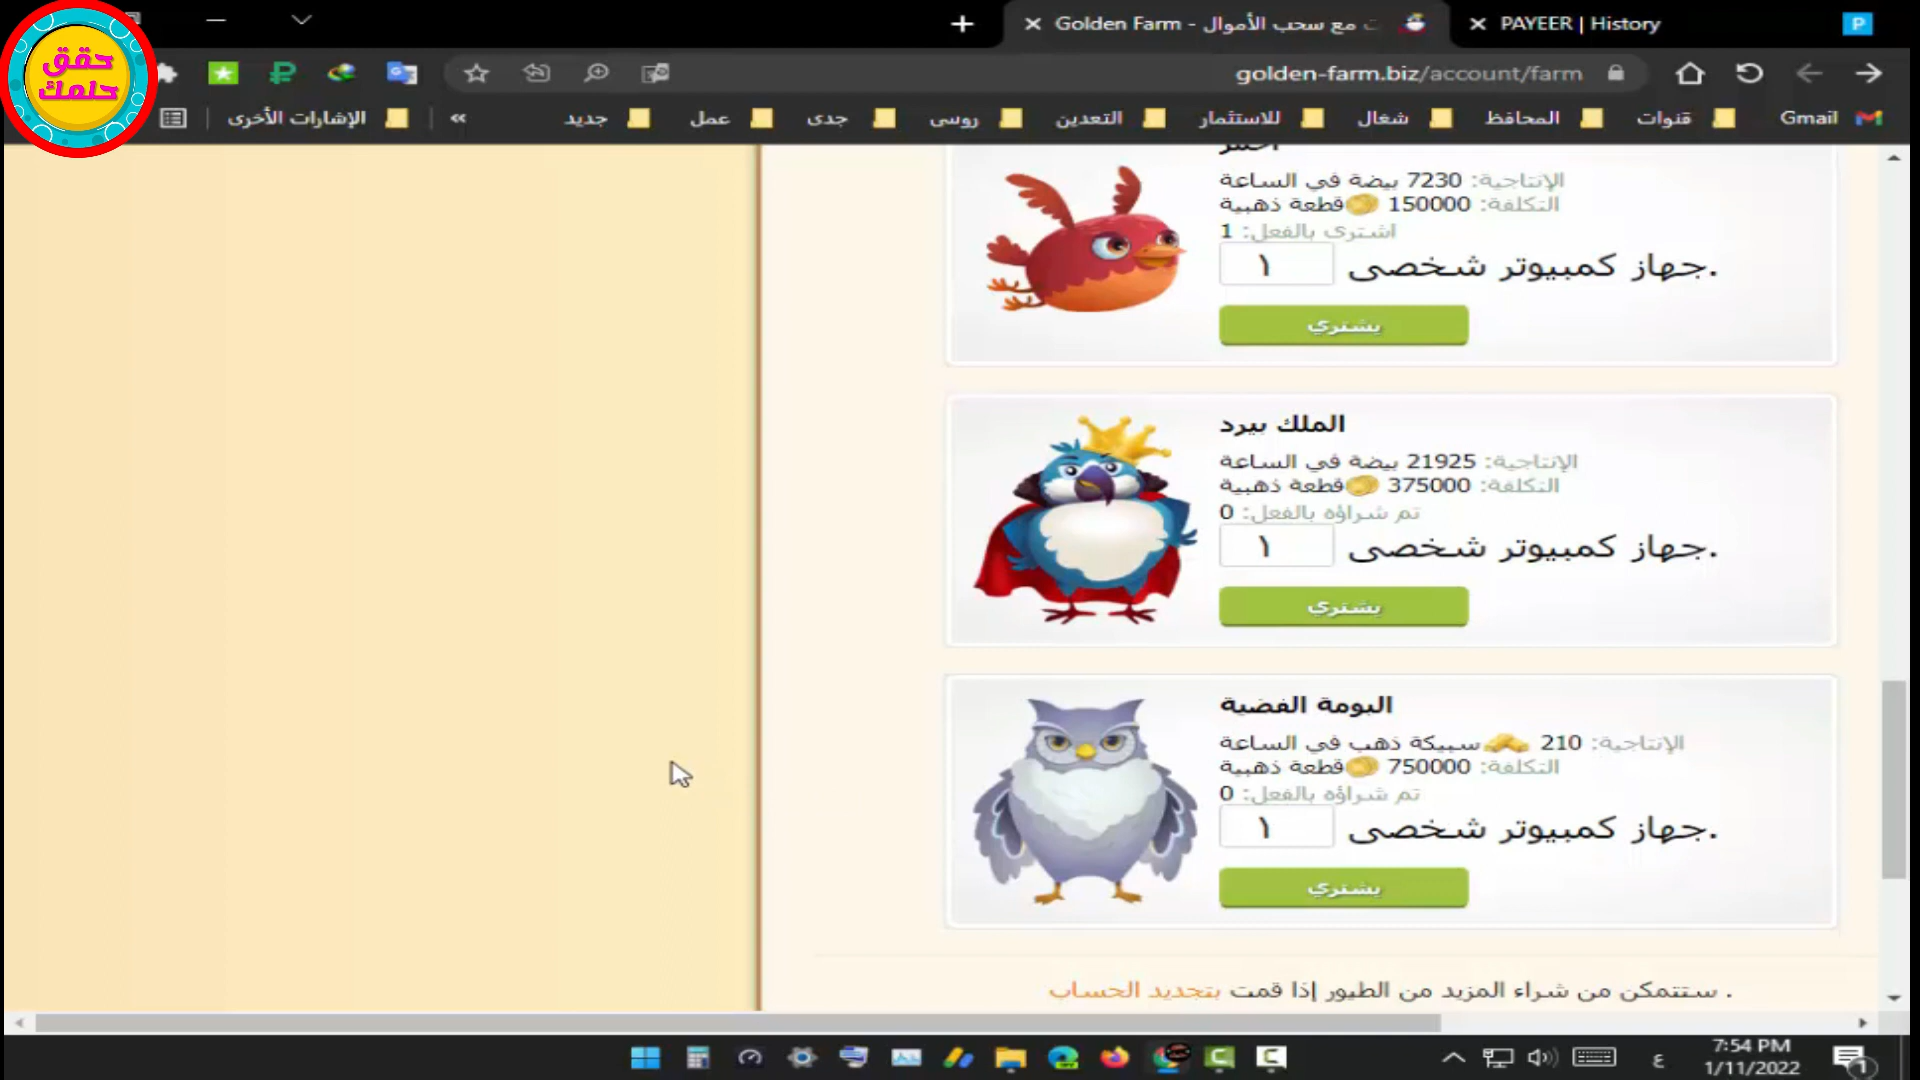 حقق
حلمك
Golden Farm - ت مع سحب الأموال
PAYEER | History
P
golden-farm.biz/account/farm
الإشارات الأخرى
»
جديد
عمل
جدى
روسى
التعدين
للاستثمار
شغال
المحافظ
قنوات
Gmail
الإنتاجية: 7230 بيضة في الساعة
التكلفة: 150000 قطعة ذهبية
اشترى بالفعل: 1
١ جهاز كمبيوتر شخصى.
يشتري
الملك بيرد
الإنتاجية: 21925 بيضة في الساعة
التكلفة: 375000 قطعة ذهبية
تم شراؤه بالفعل: 0
١ جهاز كمبيوتر شخصى.
يشتري
البومة الفضية
الإنتاجية: 210 سبيكة ذهب في الساعة
التكلفة: 750000 قطعة ذهبية
تم شراؤه بالفعل: 0
١ جهاز كمبيوتر شخصى.
يشتري
ستتمكن من شراء المزيد من الطيور إذا قمت بتجديد الحساب .
ع
7:54 PM
1/11/2022
1